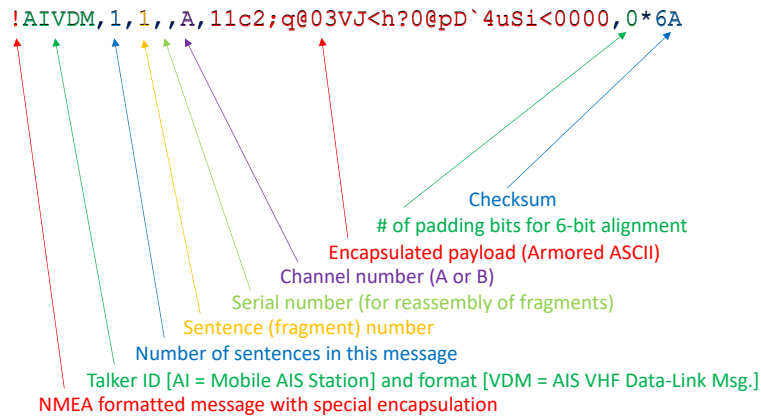 !AIVDM,1,1,,A,11c2;q@03VJ<h?0@pD`4uSi<0000,0*6A
Checksum
# of padding bits for 6-bit alignment
Encapsulated payload (Armored ASCII)
Channel number (A or B)
Serial number (for reassembly of fragments)
Sentence (fragment) number
Number of sentences in this message
Talker ID [AI = Mobile AIS Station] and format [VDM = AIS VHF Data-Link Msg.]
NMEA formatted message with special encapsulation